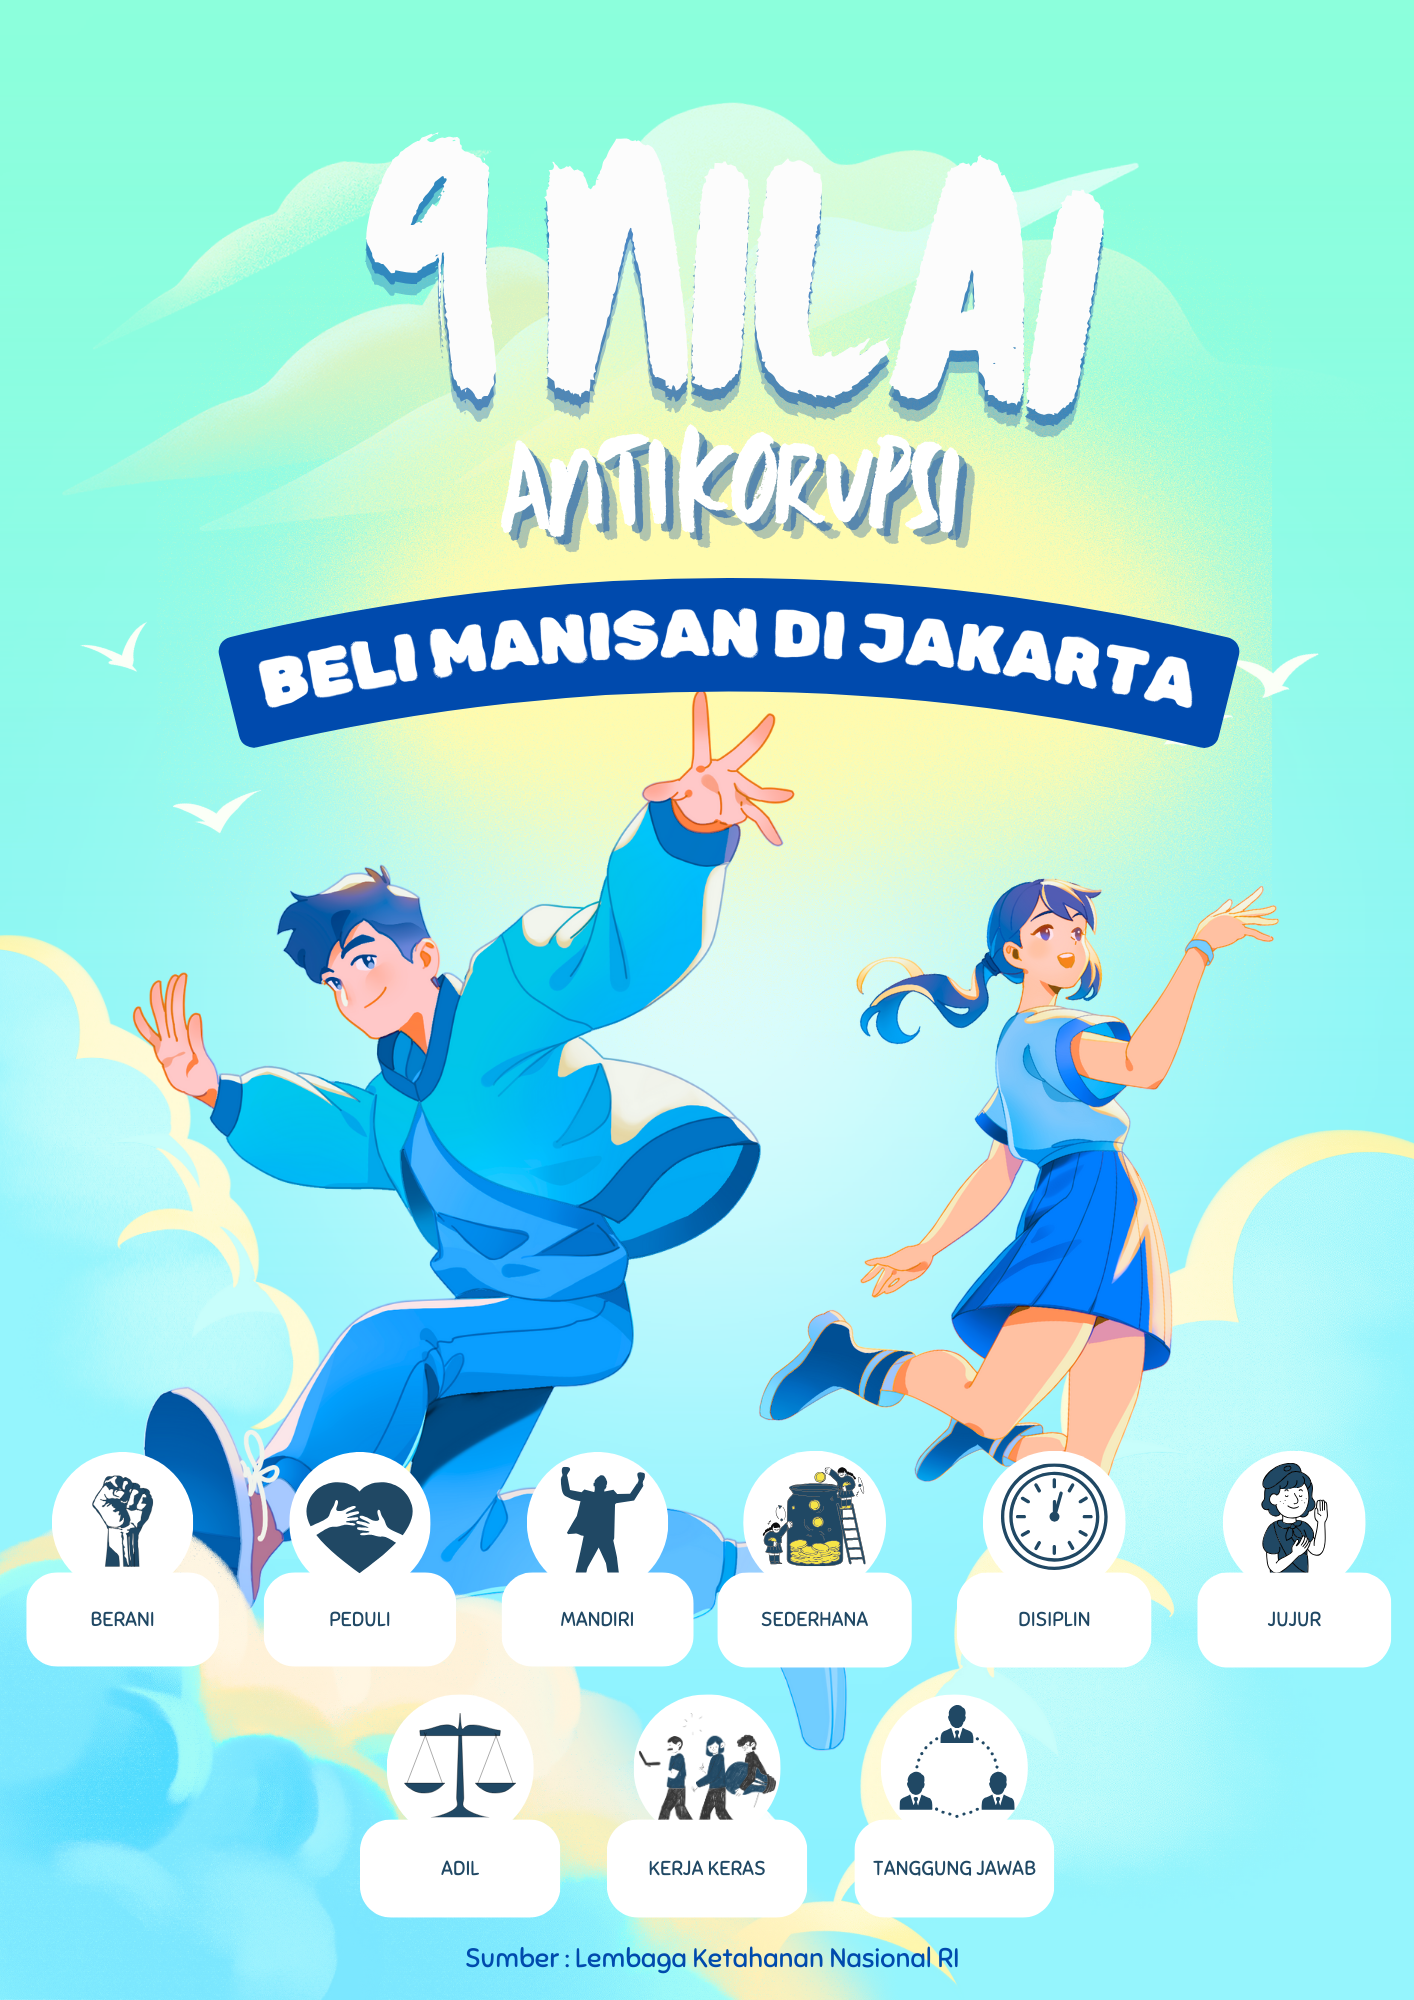 9 NILAI
ANTIKORUPSI
BELI MANISAN DI JAKARTA
BERANI
PEDULI
MANDIRI
SEDERHANA
DISIPLIN
JUJUR
ADIL
KERJA KERAS
TANGGUNG JAWAB
Sumber : Lembaga Ketahanan Nasional RI